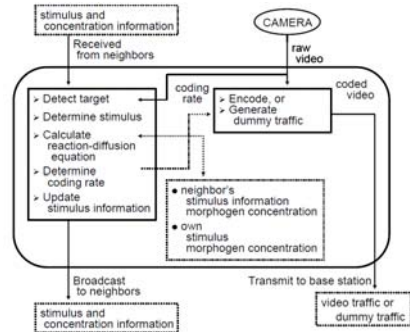 stimulus and
concentration information
CAMERA
Received
from neighbors
raw
video
coding
rate
coded
video
➢ Detect target
➢ Determine stimulus
➢ Calculate
reaction-diffusion
equation
➢ Determine
coding rate
➢ Update
stimulus information
➢ Encode, or
➢ Generate
dummy traffic
● neighbor's
stimulus information
morphogen concentration
● own
stimulus
morphogen concentration
Broadcast
to neighbors
Transmit to base station
stimulus
and concentration information
video traffic or
dummy traffic